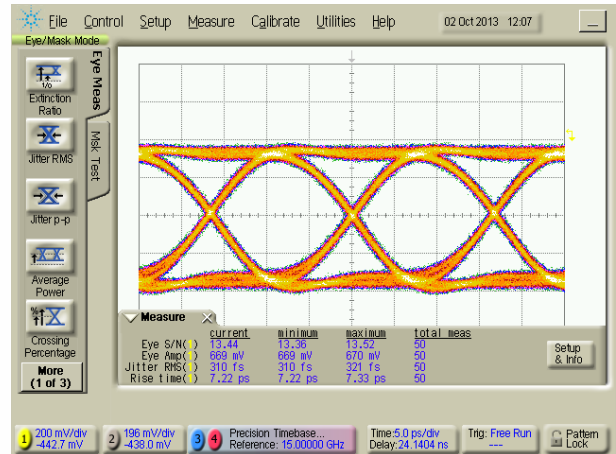 File Control Setup Measure Calibrate Utilities Help 02 Oct 2013 12:07
Eye/Mask Mode
Eye Meas
Msk Test
Extinction
Ratio
Jitter RMS
Jitter p-p
Average
Power
Crossing
Percentage
More
(1 of 3)
Measure
current minimum maximum total meas
Eye S/N(1) 13.44 13.36 13.52 50
Eye Amp(1) 669 mV 669 mV 670 mV 50
Jitter RMS(1) 310 fs 310 fs 321 fs 50
Rise time(1) 7.22 ps 7.22 ps 7.33 ps 50
Setup
& Info
1 200 mV/div
-442.7 mV
2 196 mV/div
-438.0 mV
3 4 Precision Timebase...
Reference: 15.00000 GHz
Time:5.0 ps/div
Delay:24.1404 ns
Trig: Free Run
---
Pattern
Lock